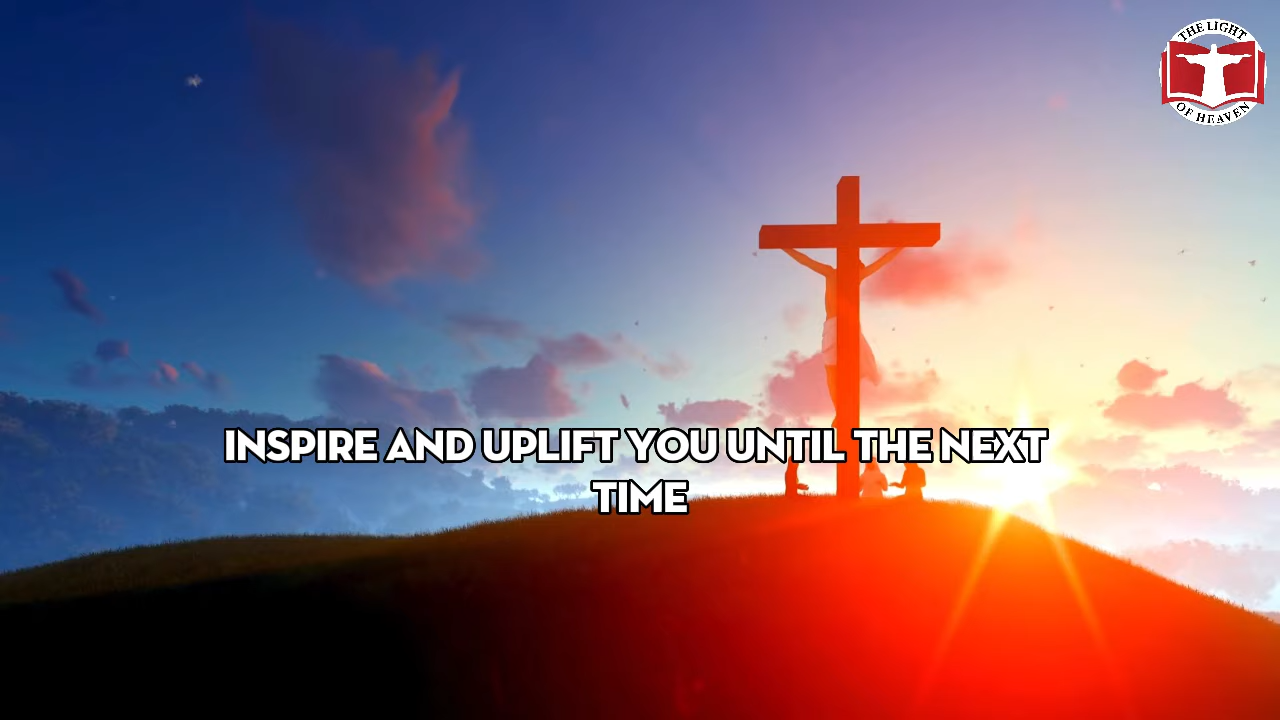 THE LIGHT
OF HEAVEN
INSPIRE AND UPLIFT YOU UNTIL THE NEXT
TIME